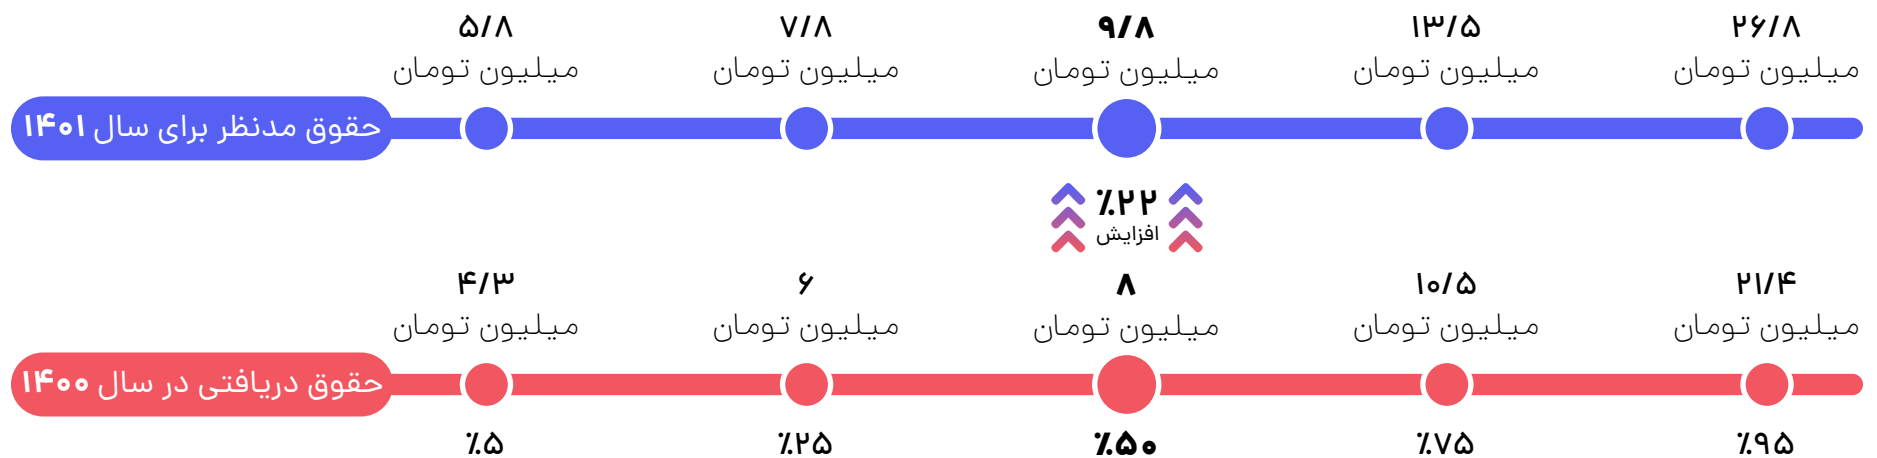 ۵/۸ ۷/۸ ۹/۸ ۱۳/۵ ۲۶/۸
میلیون تومان میلیون تومان میلیون تومان میلیون تومان میلیون تومان
حقوق مدنظر برای سال ۱۴۰۱
٪۲۲
افزایش
۴/۳ ۶ ۸ ۱۰/۵ ۲۱/۴
میلیون تومان میلیون تومان میلیون تومان میلیون تومان میلیون تومان
حقوق دریافتی در سال ۱۴۰۰
٪۵ ٪۲۵ ٪۵۰ ٪۷۵ ٪۹۵